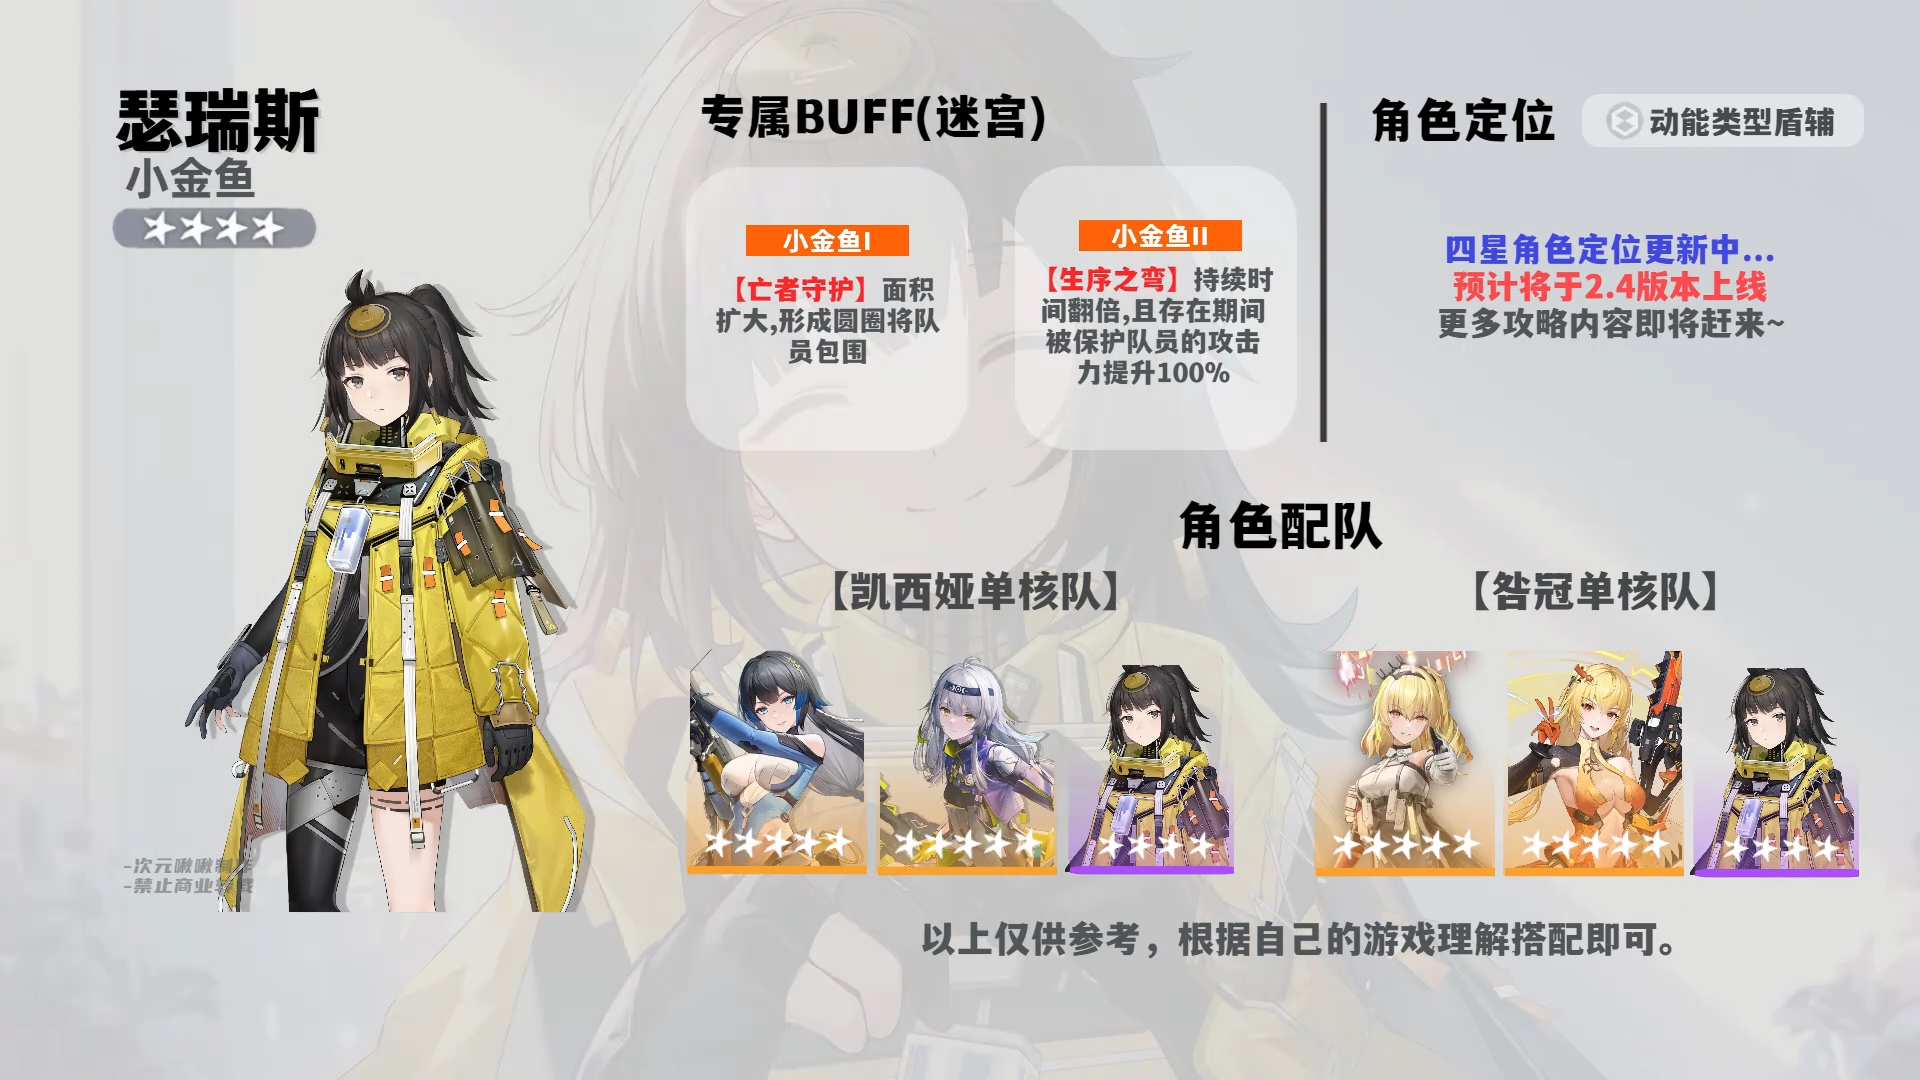 瑟瑞斯
小金鱼
专属BUFF(迷宫)
小金鱼I
【亡者守护】面积
扩大,形成圆圈将队
员包围
小金鱼II
【生序之弯】持续时
间翻倍,且存在期间
被保护队员的攻击
力提升100%
角色定位
动能类型盾辅
四星角色定位更新中...
预计将于2.4版本上线
更多攻略内容即将赶来~
角色配队
【凯西娅单核队】
【咎冠单核队】
以上仅供参考，根据自己的游戏理解搭配即可。
-次元啾啾制作
-禁止商业转载